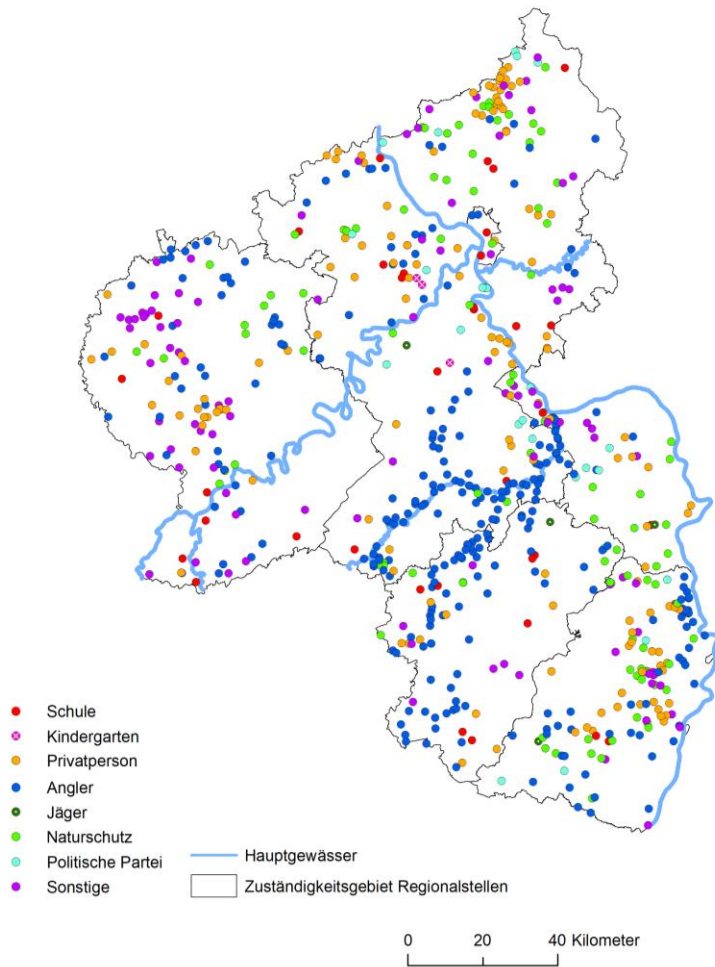 Schule
Kindergarten
Privatperson
Angler
Jäger
Naturschutz
Politische Partei
Sonstige
Hauptgewässer
Zuständigkeitsgebiet Regionalstellen
0 20 40 Kilometer